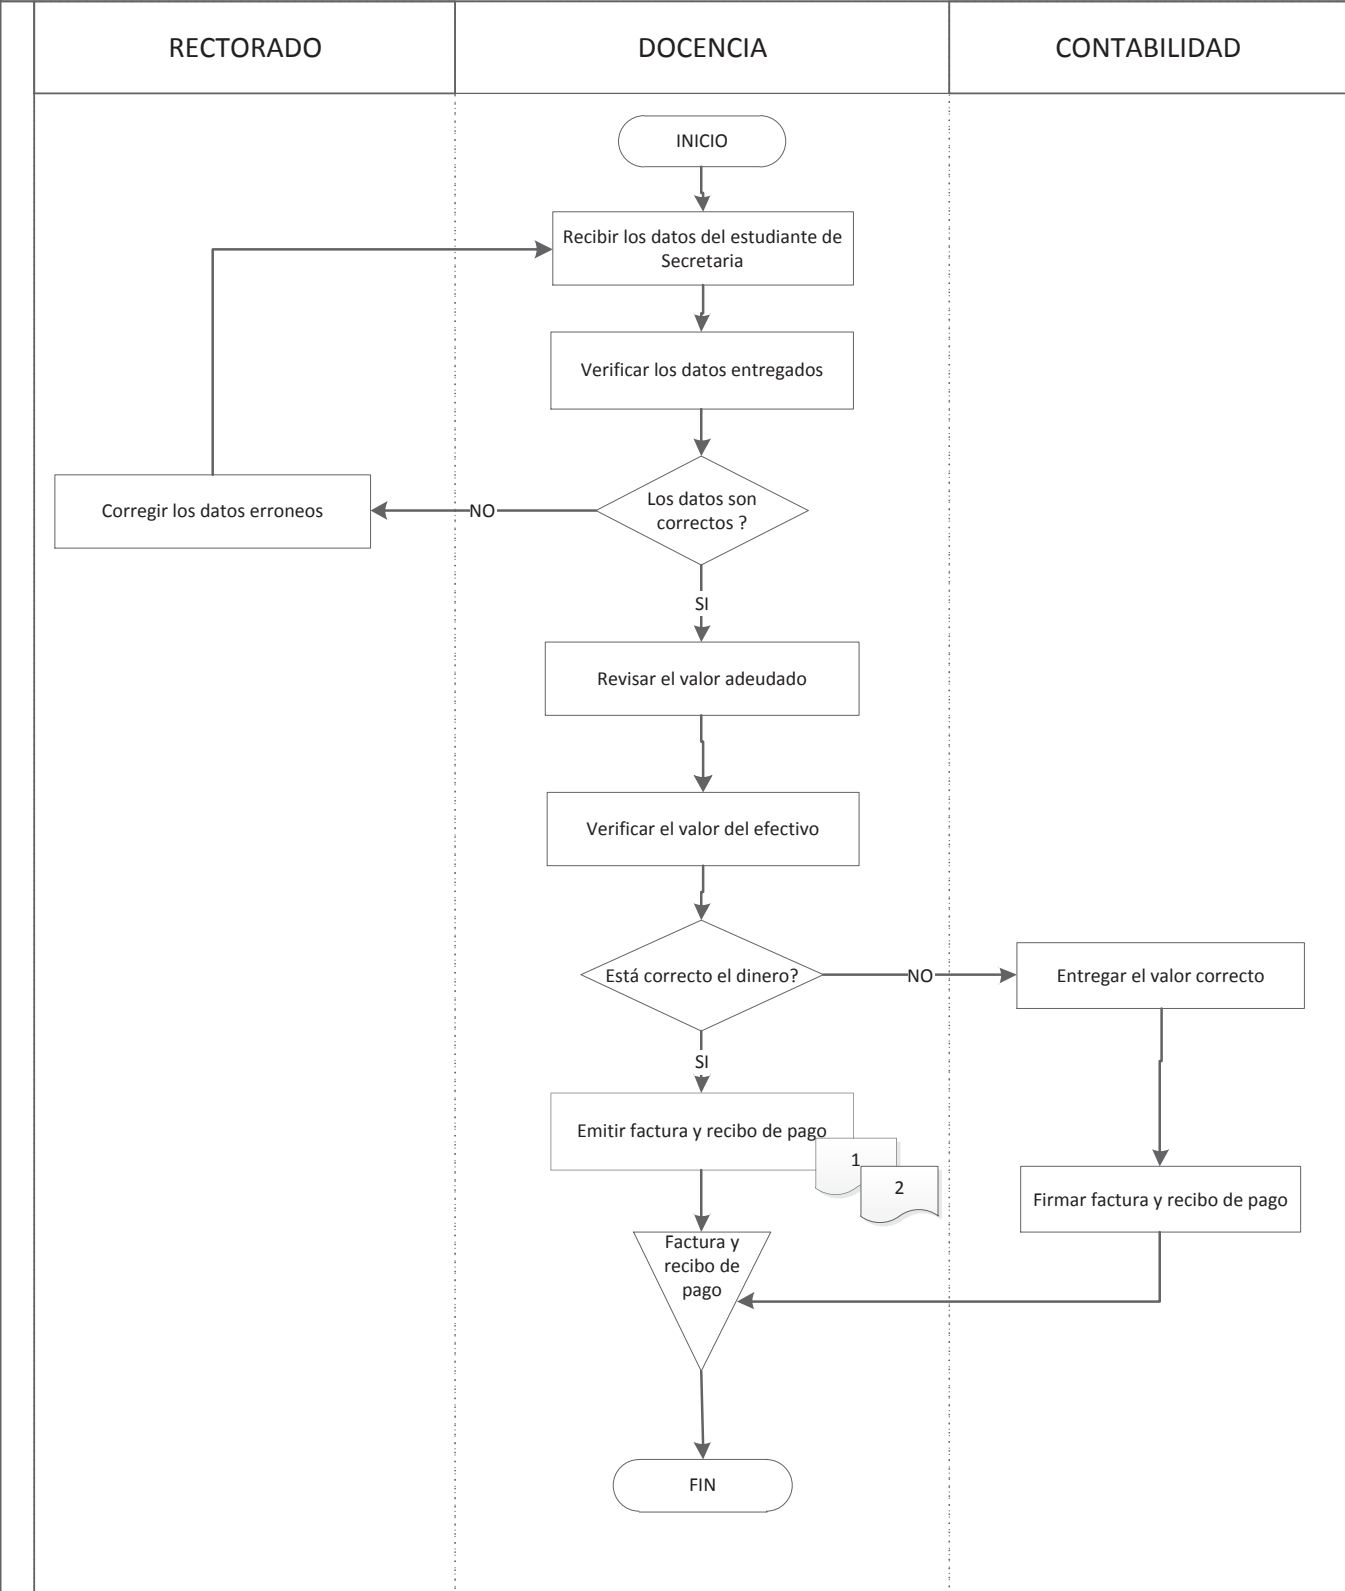 RECTORADO
DOCENCIA
CONTABILIDAD
INICIO
Recibir los datos del estudiante de
Secretaria
Verificar los datos entregados
Los datos son
correctos ?
NO
Corregir los datos erroneos
SI
Revisar el valor adeudado
Verificar el valor del efectivo
Está correcto el dinero?
NO
Entregar el valor correcto
SI
Emitir factura y recibo de pago
1
2
Firmar factura y recibo de pago
Factura y
recibo de
pago
FIN